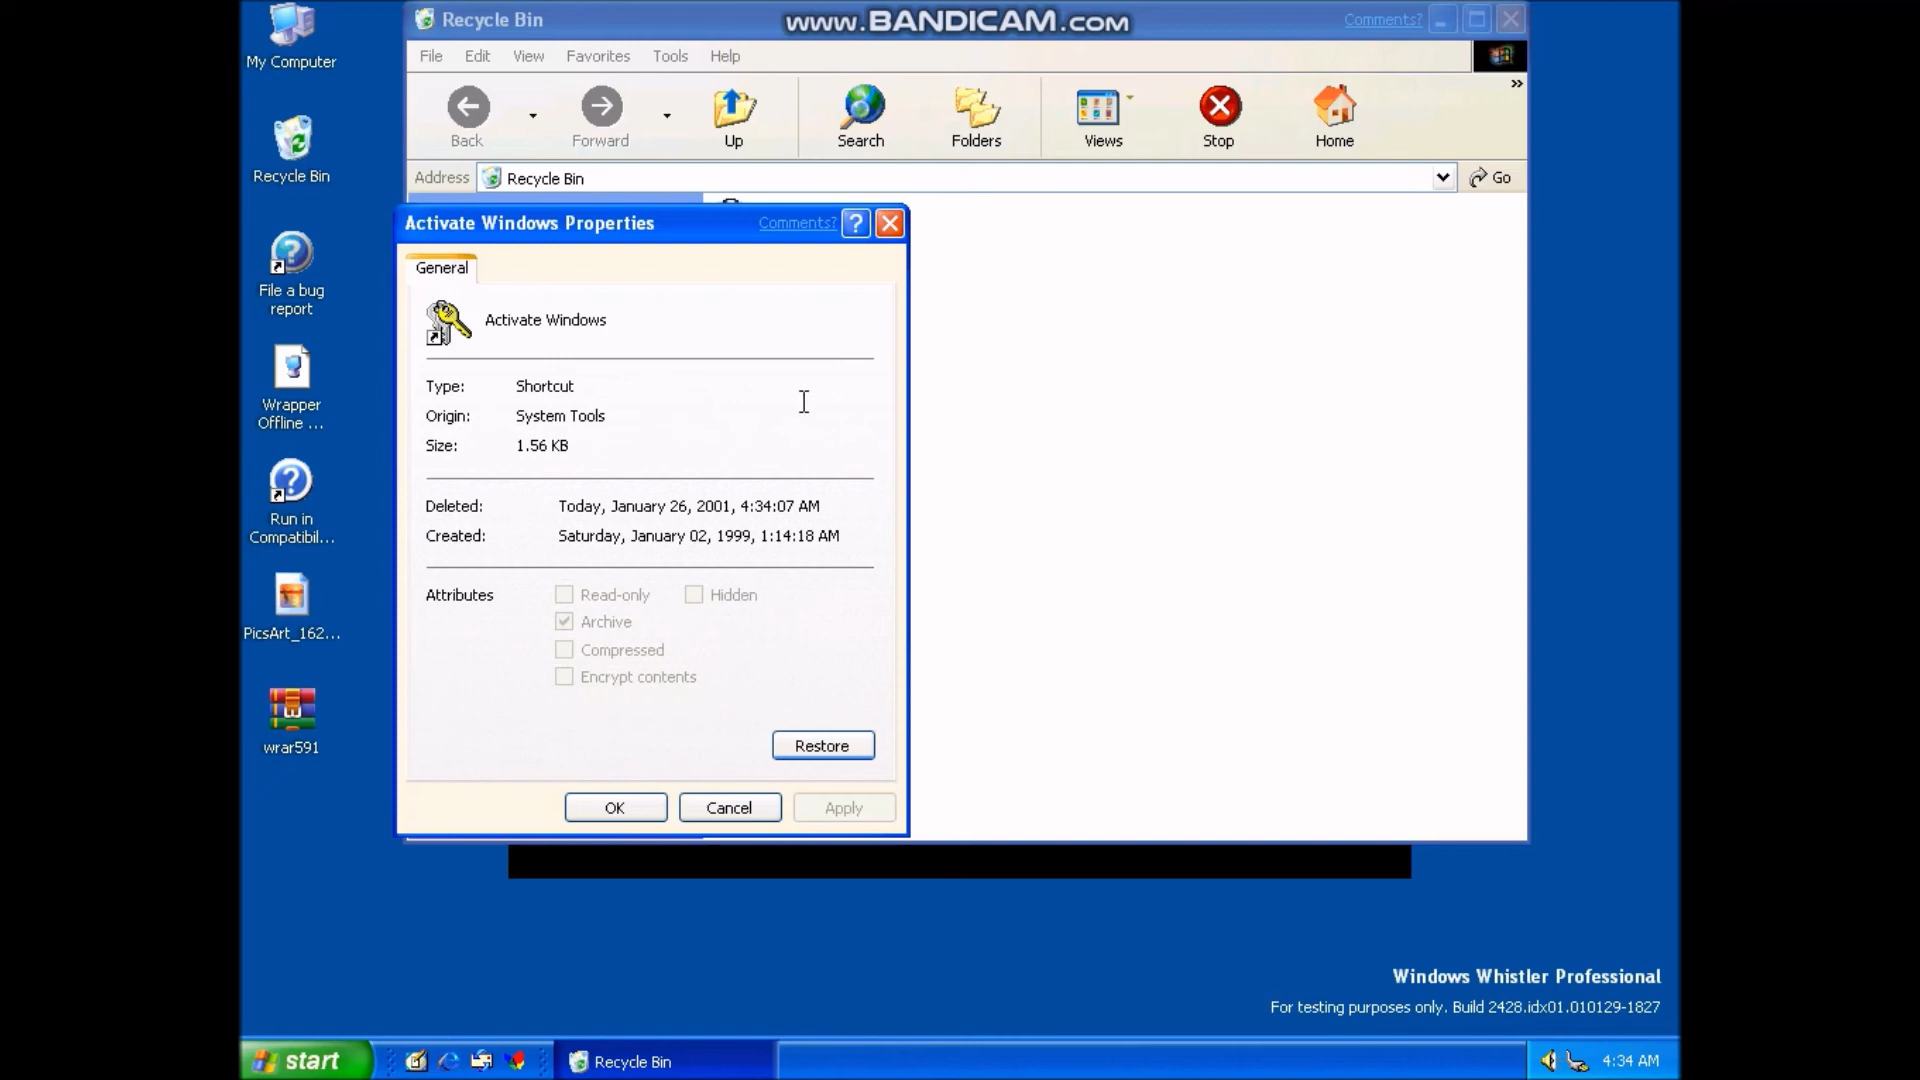 My Computer
Recycle Bin
File a bug
report
Wrapper
Offline ...
Run in
Compatibil...
PicsArt_162...
wrar591
Recycle Bin
www.BANDICAM.com
Comments?
File Edit View Favorites Tools Help
Back Forward Up Search Folders Views Stop Home
Address Recycle Bin Go
Activate Windows Properties Comments?
General
Activate Windows
Type: Shortcut
Origin: System Tools
Size: 1.56 KB
Deleted: Today, January 26, 2001, 4:34:07 AM
Created: Saturday, January 02, 1999, 1:14:18 AM
Attributes Read-only Hidden
Archive
Compressed
Encrypt contents
Restore
OK Cancel Apply
Windows Whistler Professional
For testing purposes only. Build 2428.idx01.010129-1827
start Recycle Bin 4:34 AM